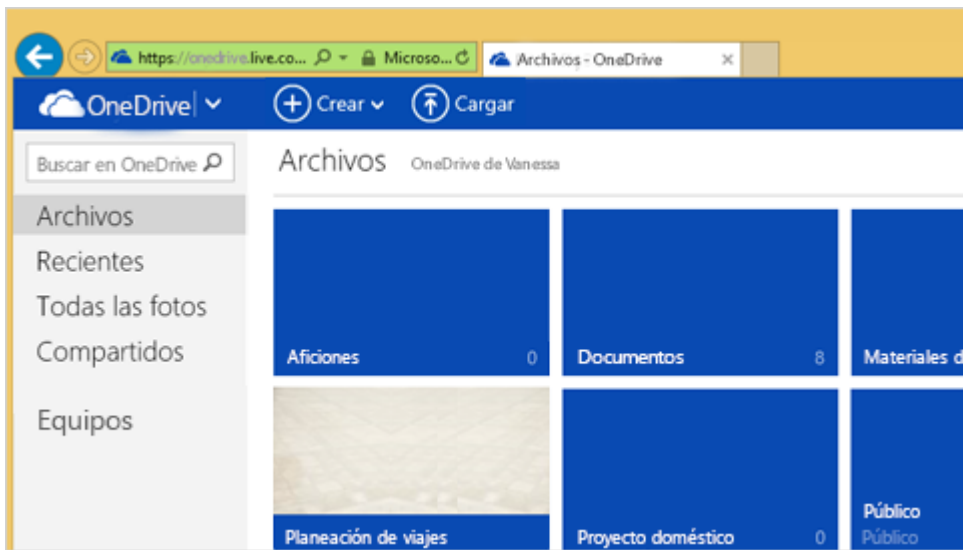 https://onedrive.live.co... Microso... Archivos - OneDrive
OneDrive Crear Cargar
Buscar en OneDrive
Archivos OneDrive de Vanessa
Archivos
Recientes
Todas las fotos
Compartidos
Equipos
Aficiones 0
Documentos 8
Materiales d
Planeación de viajes
Proyecto doméstico 0
Público
Público